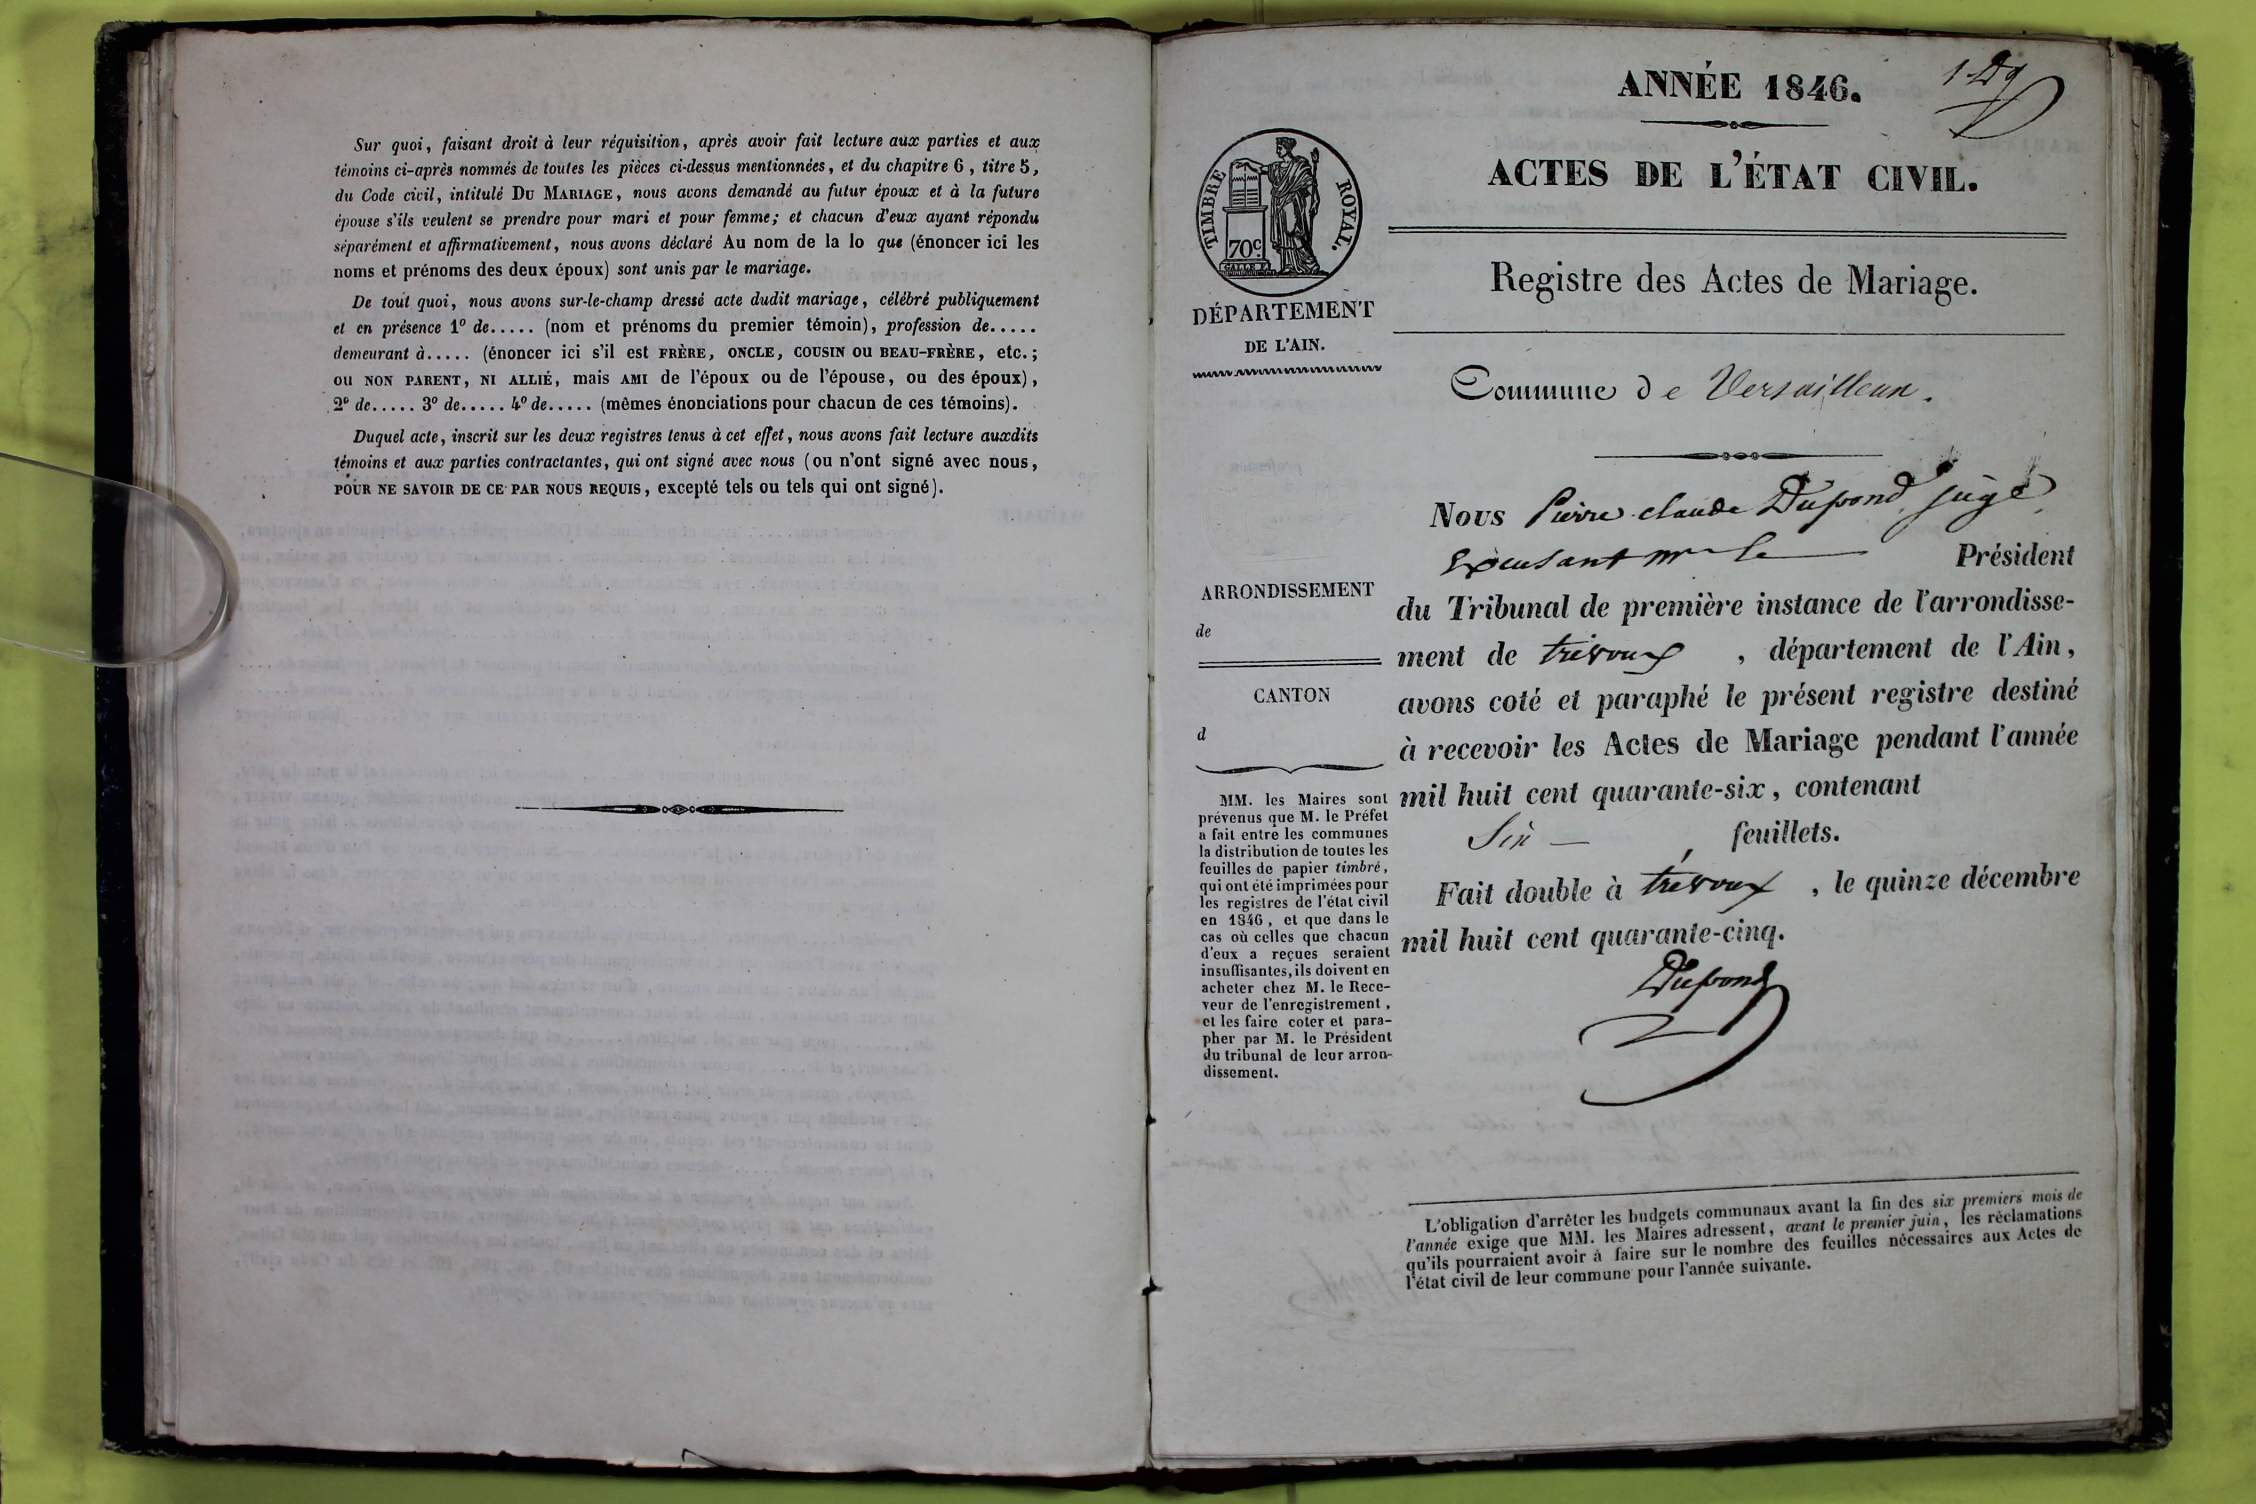 Sur quoi, faisant droit à leur réquisition, après avoir fait lecture aux parties et aux
témoins ci-après nommés de toutes les pièces ci-dessus mentionnées, et du chapitre 6, titre 5,
du Code civil, intitulé DU MARIAGE, nous avons demandé au futur époux et à la future
épouse s'ils veulent se prendre pour mari et pour femme; et chacun d'eux ayant répondu
séparément et affirmativement, nous avons déclaré Au nom de la lo que (énoncer ici les
noms et prénoms des deux époux) sont unis par le mariage.
De tout quoi, nous avons sur-le-champ dressé acte dudit mariage, célébré publiquement
et en présence 1º de..... (nom et prénoms du premier témoin), profession de.....
demeurant à..... (énoncer ici s'il est FRÈRE, ONCLE, COUSIN OU BEAU-FRÈRE, etc.;
ou NON PARENT, NI ALLIÉ, mais AMI de l'époux ou de l'épouse, ou des époux),
2º de..... 3º de..... 4º de..... (mêmes énonciations pour chacun de ces témoins).
Duquel acte, inscrit sur les deux registres tenus à cet effet, nous avons fait lecture auxdits
témoins et aux parties contractantes, qui ont signé avec nous (ou n'ont signé avec nous,
POUR NE SAVOIR DE CE PAR NOUS REQUIS, excepté tels ou tels qui ont signé).
ANNÉE 1846.
ACTES DE L'ÉTAT CIVIL.
Registre des Actes de Mariage.
TIMBRE ROYAL.
70c
DÉPARTEMENT
DE L'AIN.
Commune de Versailleux.
Nous Pierre claude Dupond, juge
Excusant Mr le Président
du Tribunal de première instance de l'arrondisse-
ment de trévoux, département de l'Ain,
avons coté et paraphé le présent registre destiné
à recevoir les Actes de Mariage pendant l'année
mil huit cent quarante-six, contenant
Six feuillets.
Fait double à trévoux, le quinze décembre
mil huit cent quarante-cinq.
Dupond
ARRONDISSEMENT
de
CANTON
d
MM. les Maires sont
prévenus que M. le Préfet
a fait entre les communes
la distribution de toutes les
feuilles de papier timbré,
qui ont été imprimées pour
les registres de l'état civil
en 1846, et que dans le
cas où celles que chacun
d'eux a reçues seraient
insuffisantes, ils doivent en
acheter chez M. le Rece-
veur de l'enregistrement,
et les faire coter et para-
pher par M. le Président
du tribunal de leur arron-
dissement.
L'obligation d'arrêter les budgets communaux avant la fin des six premiers mois de
l'année exige que MM. les Maires adressent, avant le premier juin, les réclamations
qu'ils pourraient avoir à faire sur le nombre des feuilles nécessaires aux Actes de
l'état civil de leur commune pour l'année suivante.